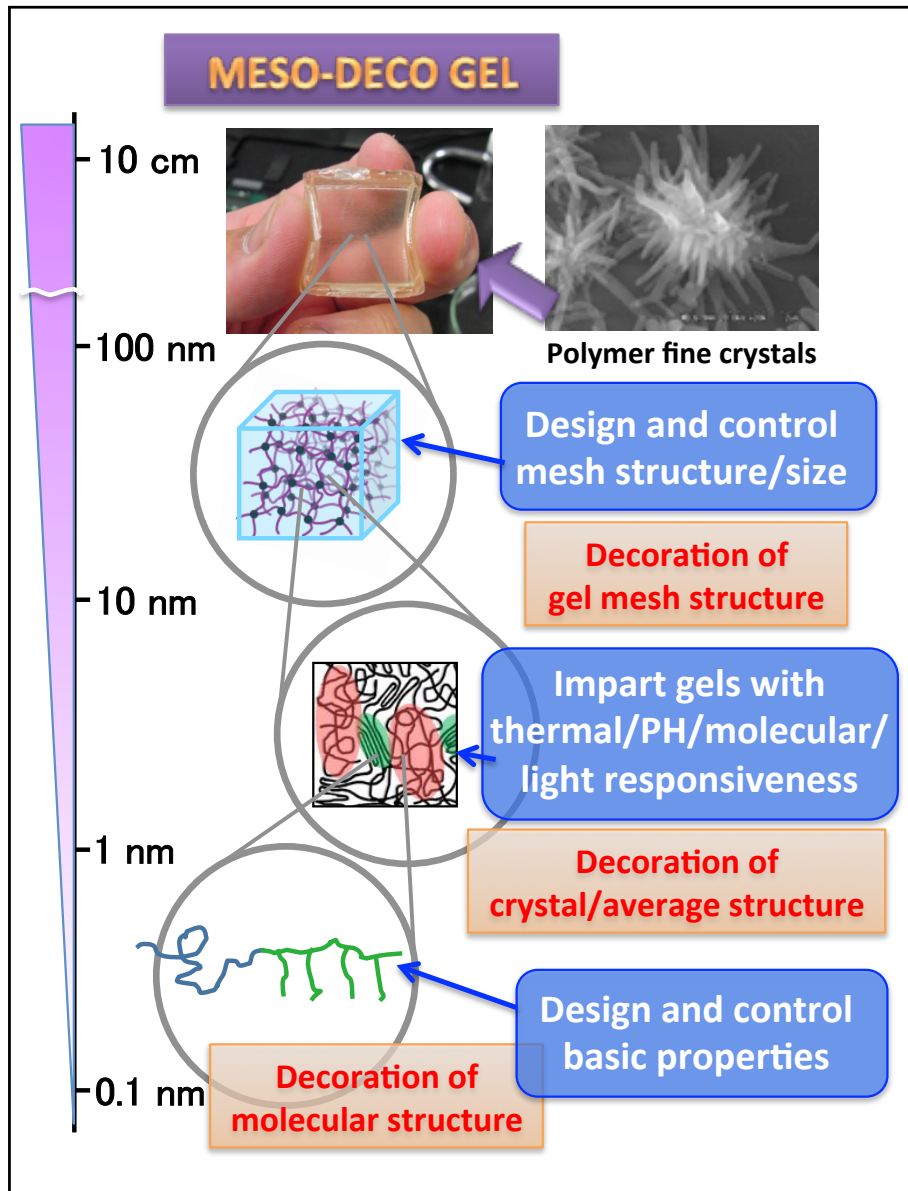 MESO-DECO GEL
10 cm
100 nm
10 nm
1 nm
0.1 nm
Polymer fine crystals
Design and control
mesh structure/size
Decoration of
gel mesh structure
Impart gels with
thermal/PH/molecular/
light responsiveness
Decoration of
crystal/average structure
Design and control
basic properties
Decoration of
molecular structure